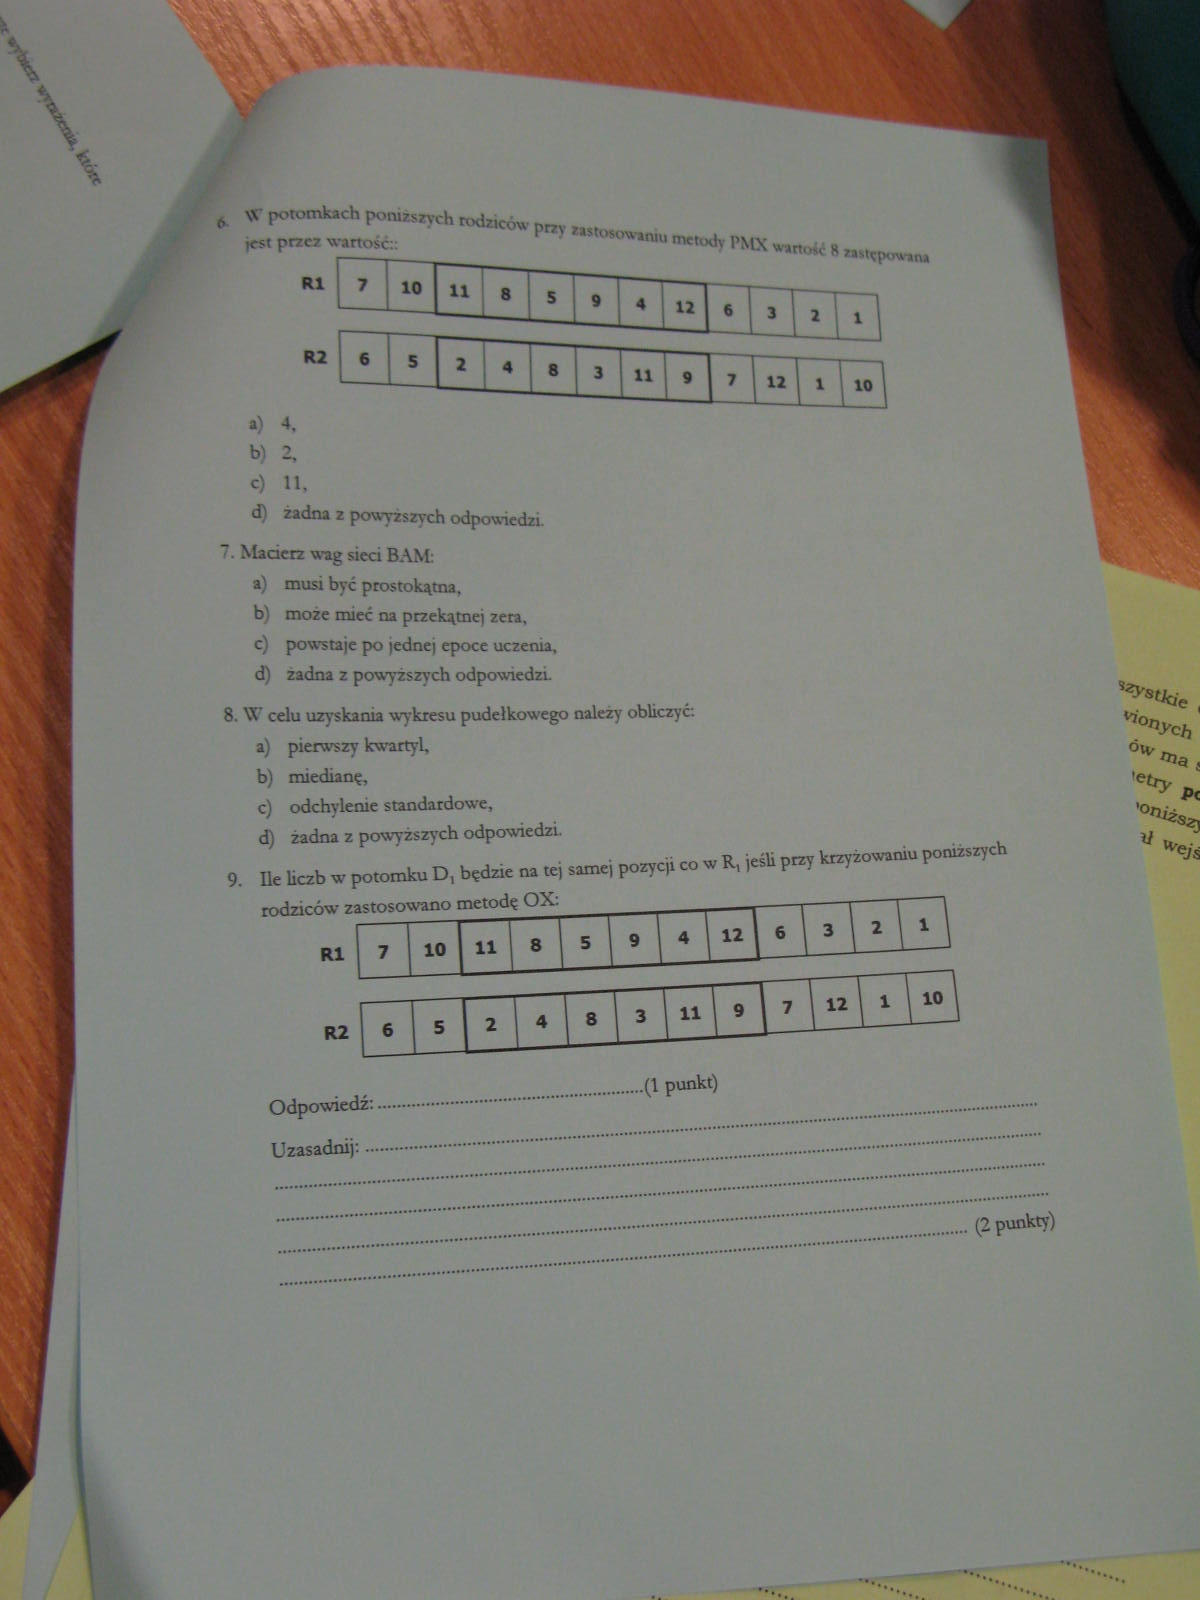 ie wybierz wyrażenia, które
6. W potomkach poniższych rodziców przy zastosowaniu metody PMX wartość 8 zastępowana
jest przez wartość::
R1 7 10 11 8 5 9 4 12 6 3 2 1
R2 6 5 2 4 8 3 11 9 7 12 1 10
a) 4,
b) 2,
c) 11,
d) żadna z powyższych odpowiedzi.
7. Macierz wag sieci BAM:
a) musi być prostokątna,
b) może mieć na przekątnej zera,
c) powstaje po jednej epoce uczenia,
d) żadna z powyższych odpowiedzi.
8. W celu uzyskania wykresu pudełkowego należy obliczyć:
a) pierwszy kwartyl,
b) miedianę,
c) odchylenie standardowe,
d) żadna z powyższych odpowiedzi.
9. Ile liczb w potomku D₁ będzie na tej samej pozycji co w R₁ jeśli przy krzyżowaniu poniższych
rodziców zastosowano metodę OX:
R1 7 10 11 8 5 9 4 12 6 3 2 1
R2 6 5 2 4 8 3 11 9 7 12 1 10
Odpowiedź:..............................................(1 punkt)
Uzasadnij: ..............................................
(2 punkty)
szystkie
wionych
ów ma
etry
oniższy
ał wejś